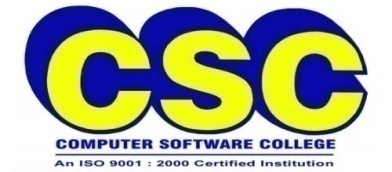 CSC
COMPUTER SOFTWARE COLLEGE
An ISO 9001 : 2000 Certified Institution